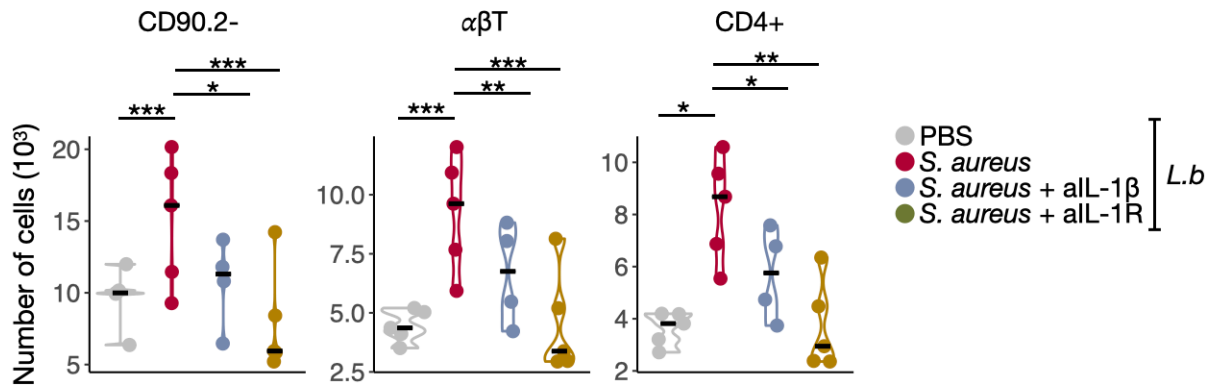 CD90.2- αβT CD4+
*** *** **
* ** *
*** *** *
Number of cells (10³)
20
15
10
5
10.0
7.5
5.0
2.5
10
8
6
4
2
PBS
S. aureus
S. aureus + aIL-1β
S. aureus + aIL-1R
L.b